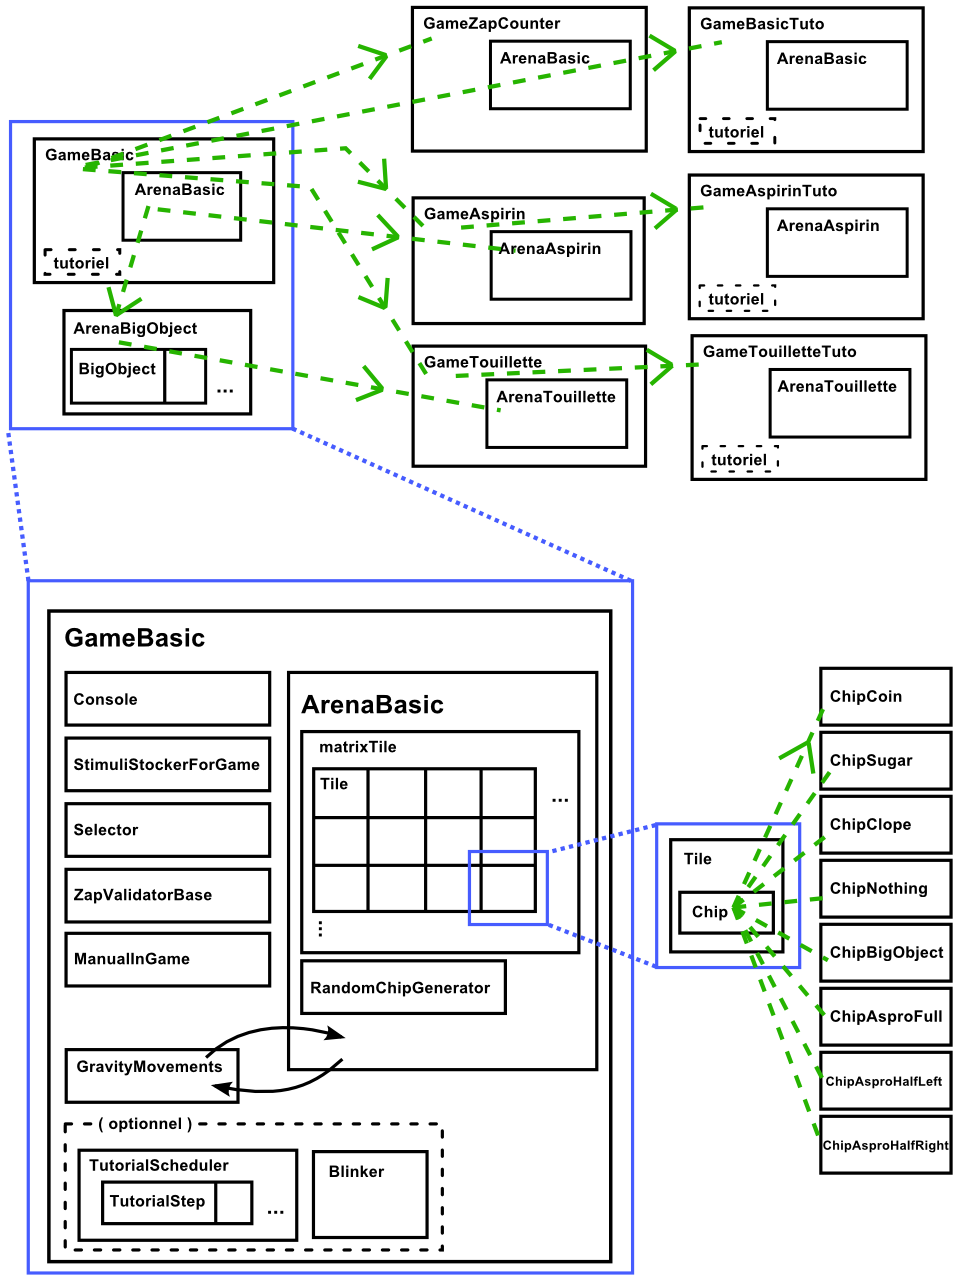 GameZapCounter
ArenaBasic
GameBasicTuto
ArenaBasic
tutoriel
GameBasic
ArenaBasic
tutoriel
ArenaBigObject
BigObject
...
GameAspirin
ArenaAspirin
GameAspirinTuto
ArenaAspirin
tutoriel
GameTouillette
ArenaTouillette
GameTouilletteTuto
ArenaTouillette
tutoriel
GameBasic
Console
StimuliStockerForGame
Selector
ZapValidatorBase
ManualInGame
ArenaBasic
matrixTile
Tile
...
...
RandomChipGenerator
GravityMovements
( optionnel )
TutorialScheduler
TutorialStep
...
Blinker
Tile
Chip
ChipCoin
ChipSugar
ChipClope
ChipNothing
ChipBigObject
ChipAsproFull
ChipAsproHalfLeft
ChipAsproHalfRight